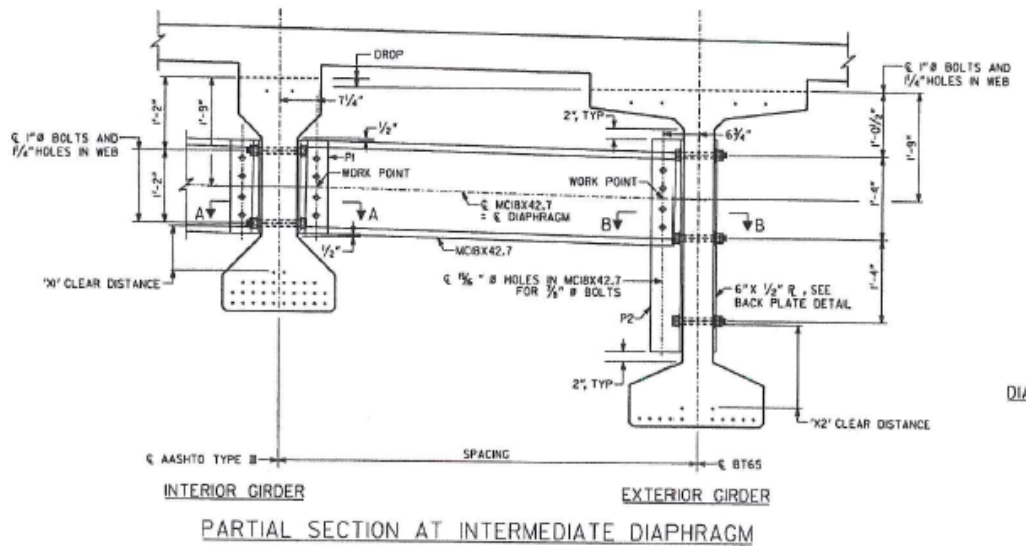 DROP
7 1/4"
℄ 1"Ø BOLTS AND
1 1/4" HOLES IN WEB
1'-2"
1'-9"
2", TYP
6 3/4"
1'-0 1/2"
1'-9"
℄ 1"Ø BOLTS AND
1 1/4" HOLES IN WEB
1'-2"
1/2"
P1
WORK POINT
WORK POINT
℄ MC18X42.7
= ℄ DIAPHRAGM
1'-4"
A
A
B
B
MC18X42.7
1/2"
'X1' CLEAR DISTANCE
℄ 15/16" Ø HOLES IN MC18X42.7
FOR 7/8" Ø BOLTS
1'-4"
6" X 1/2" ℄, SEE
BACK PLATE DETAIL
P2
2", TYP
'X2' CLEAR DISTANCE
DIA
SPACING
℄ AASHTO TYPE III
℄ BT65
INTERIOR GIRDER
EXTERIOR GIRDER
PARTIAL SECTION AT INTERMEDIATE DIAPHRAGM